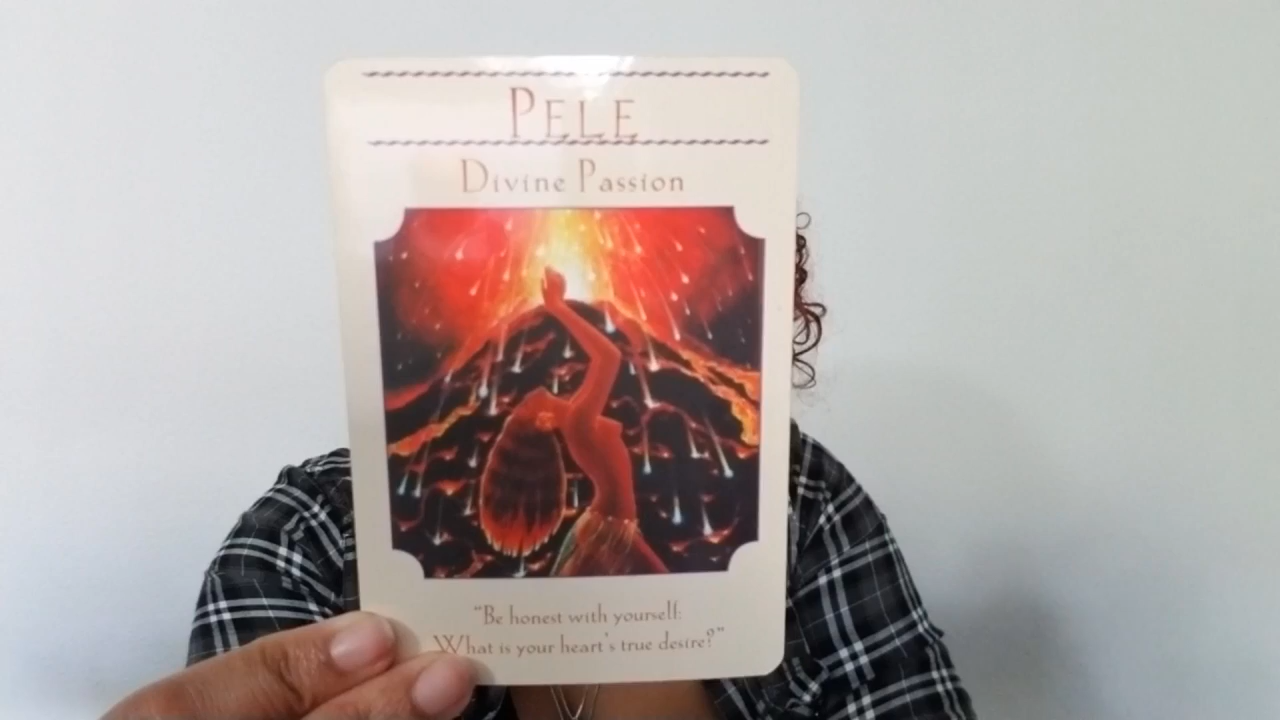 PELE
Divine Passion
"Be honest with yourself:
What is your heart's true desire?"